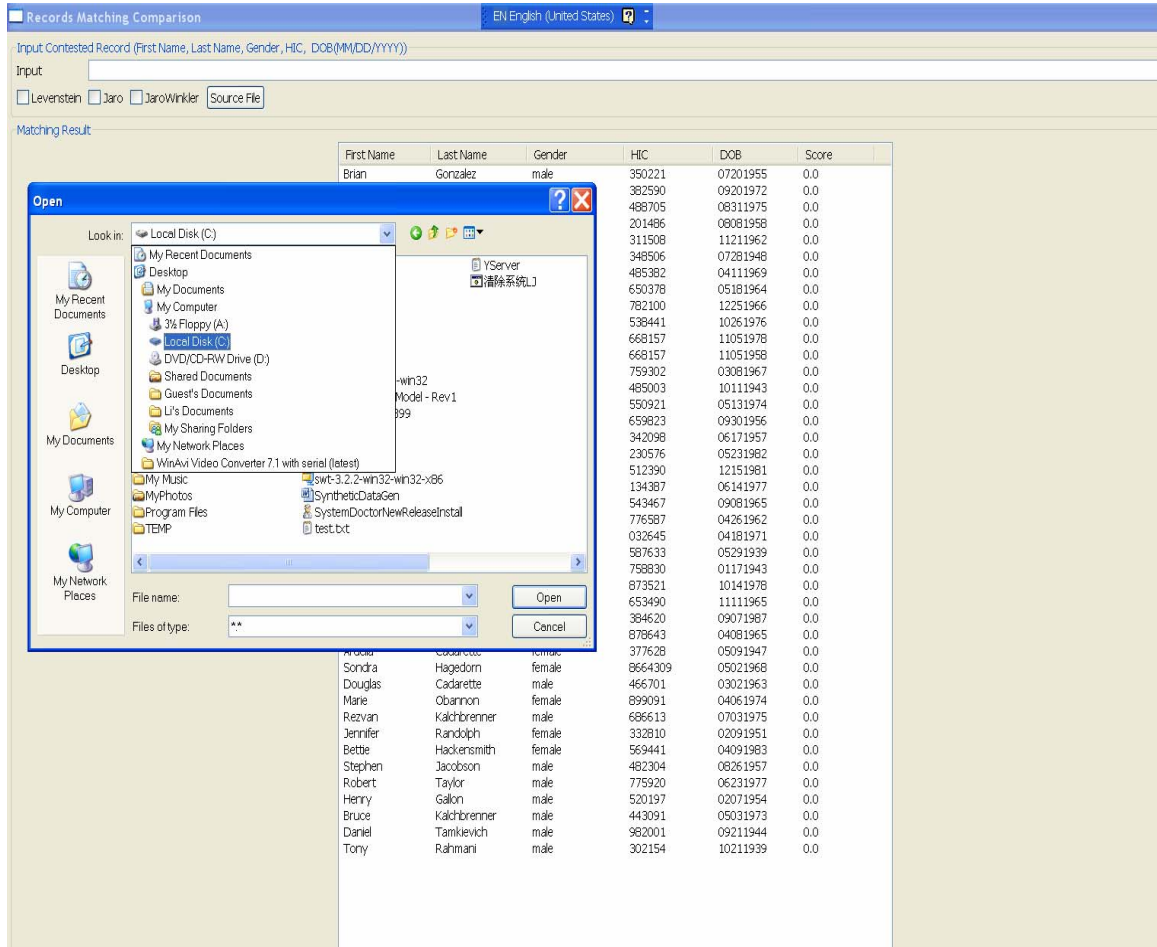 Records Matching Comparison
EN English (United States)
Input Contested Record (First Name, Last Name, Gender, HIC, DOB(MM/DD/YYYY))
Input
Levenstein Jaro JaroWinkler Source File
Matching Result
First Name Last Name Gender HIC DOB Score
Brian Gonzalez male 350221 07201955 0.0
382590 09201972 0.0
488705 08311975 0.0
201486 08081958 0.0
311508 11211962 0.0
348506 07281948 0.0
485382 04111969 0.0
650378 05181964 0.0
782100 12251966 0.0
538441 10261976 0.0
668157 11051978 0.0
668157 11051958 0.0
759302 03081967 0.0
485003 10111943 0.0
550921 05131974 0.0
659823 09301956 0.0
342098 06171957 0.0
230576 05231982 0.0
512390 12151981 0.0
134387 06141977 0.0
543467 09081965 0.0
776587 04261962 0.0
032645 04181971 0.0
587633 05291939 0.0
758830 01171943 0.0
873521 10141978 0.0
653490 11111965 0.0
384620 09071987 0.0
878643 04081965 0.0
377628 05091947 0.0
Sondra Hagedorn female 8664309 05021968 0.0
Douglas Cadarette male 466701 03021963 0.0
Marie Obannon female 899091 04061974 0.0
Rezvan Kalchbrenner male 686613 07031975 0.0
Jennifer Randolph female 332810 02091951 0.0
Bettie Hackensmith female 569441 04091983 0.0
Stephen Jacobson male 482304 08261957 0.0
Robert Taylor male 775920 06231977 0.0
Henry Gallon male 520197 02071954 0.0
Bruce Kalchbrenner male 443091 05031973 0.0
Daniel Tamkievich male 982001 09211944 0.0
Tony Rahmani male 302154 10211939 0.0
Open
Look in: Local Disk (C:)
My Recent Documents
Desktop
My Documents
My Computer
3½ Floppy (A:)
Local Disk (C:)
DVD/CD-RW Drive (D:)
Shared Documents
Guest's Documents
Li's Documents
My Sharing Folders
My Network Places
WinAvi Video Converter 7.1 with serial (latest)
YServer
清除系统LJ
-win32
Model - Rev1
399
My Music swt-3.2.2-win32-win32-x86
MyPhotos SyntheticDataGen
Program Files SystemDoctorNewReleaseInstall
TEMP test.txt
My Recent
Documents
Desktop
My Documents
My Computer
My Network
Places
File name: Open
Files of type: *.* Cancel